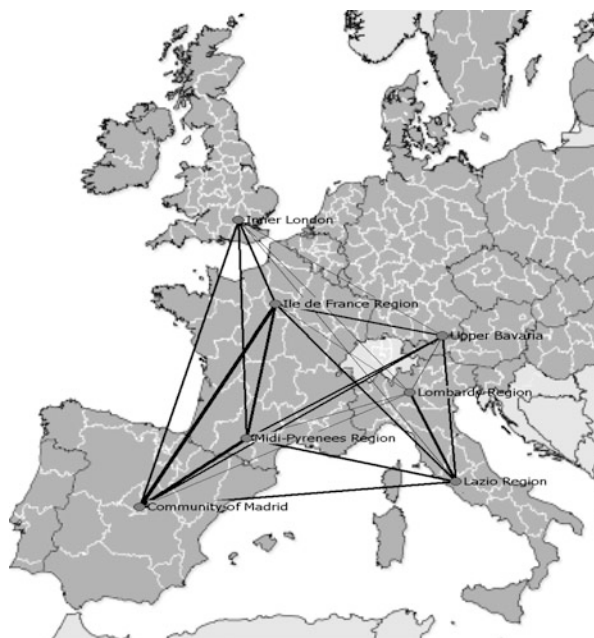 Inner London
Ile de France Region
Upper Bavaria
Lombardy Region
Midi-Pyrenees Region
Lazio Region
Community of Madrid